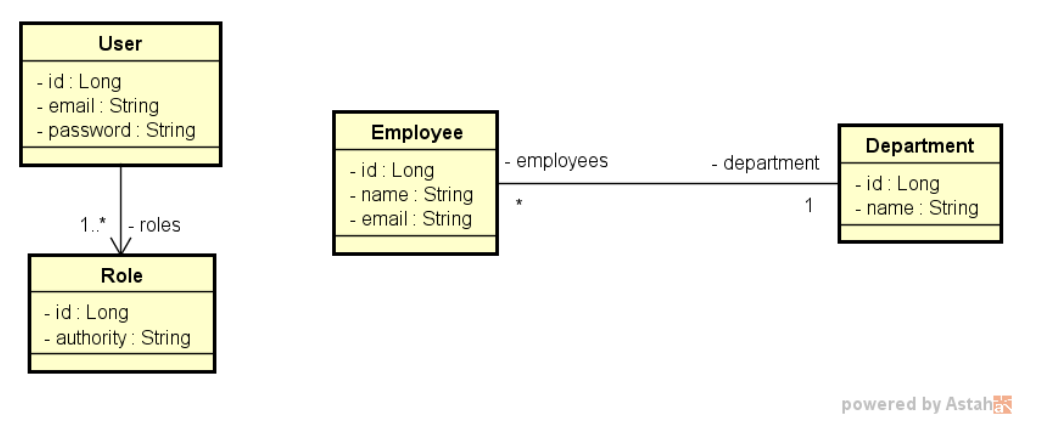 User
- id : Long
- email : String
- password : String
1..*
- roles
Role
- id : Long
- authority : String
Employee
- id : Long
- name : String
- email : String
- employees
*
- department
1
Department
- id : Long
- name : String
powered by Astah